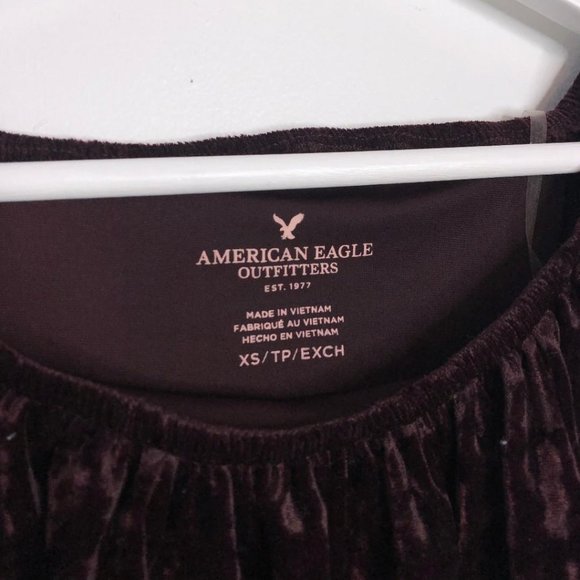 AMERICAN EAGLE
OUTFITTERS
EST. 1977
MADE IN VIETNAM
FABRIQUÉ AU VIETNAM
HECHO EN VIETNAM
XS/TP/EXCH